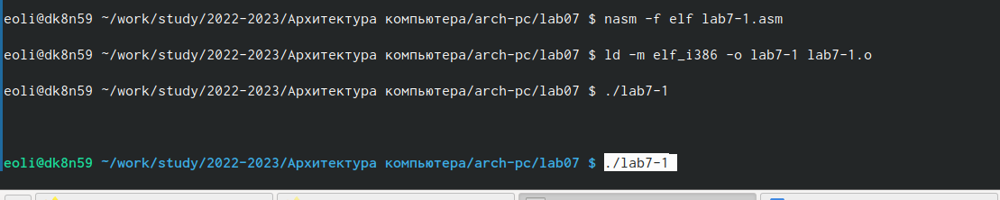 eoli@dk8n59 ~/work/study/2022-2023/Архитектура компьютера/arch-pc/lab07 $ nasm -f elf lab7-1.asm
eoli@dk8n59 ~/work/study/2022-2023/Архитектура компьютера/arch-pc/lab07 $ ld -m elf_i386 -o lab7-1 lab7-1.o
eoli@dk8n59 ~/work/study/2022-2023/Архитектура компьютера/arch-pc/lab07 $ ./lab7-1
eoli@dk8n59 ~/work/study/2022-2023/Архитектура компьютера/arch-pc/lab07 $ ./lab7-1